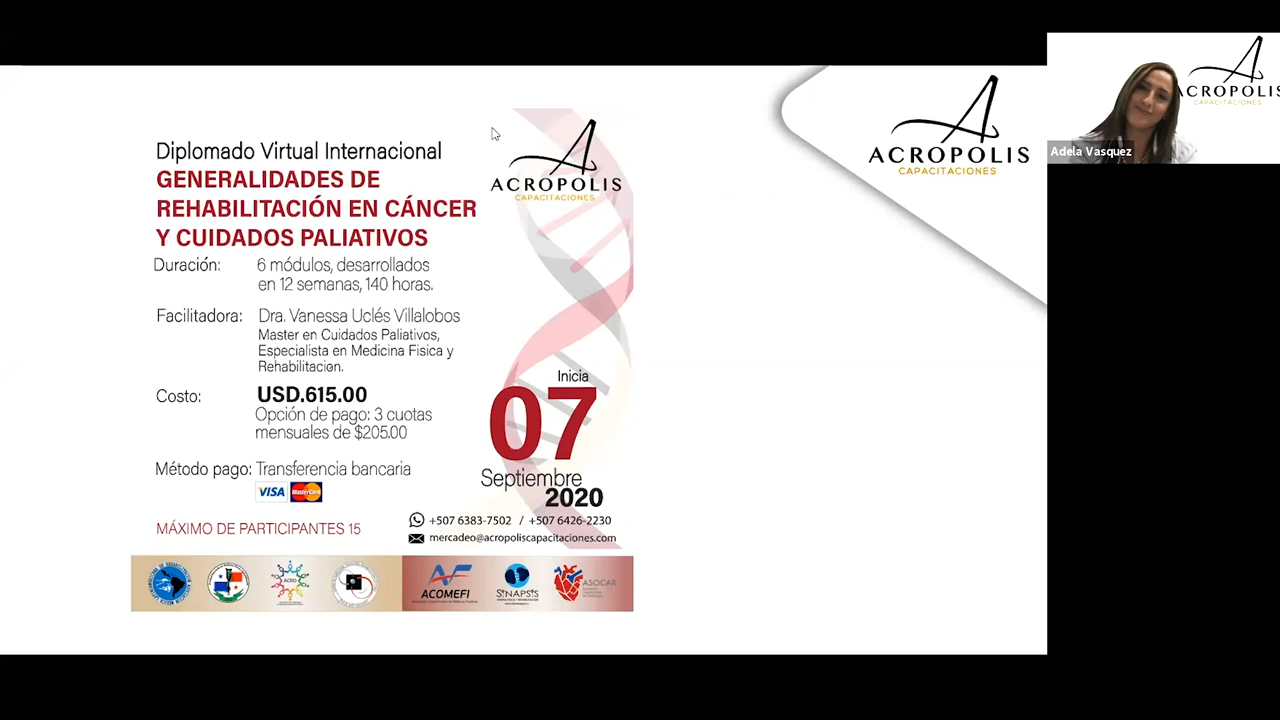 Diplomado Virtual Internacional
GENERALIDADES DE
REHABILITACIÓN EN CÁNCER
Y CUIDADOS PALIATIVOS
Duración: 6 módulos, desarrollados
en 12 semanas, 140 horas.
Facilitadora: Dra. Vanessa Uclés Villalobos
Master en Cuidados Paliativos,
Especialista en Medicina Fisica y
Rehabilitacion.
Costo: USD.615.00
Opción de pago: 3 cuotas
mensuales de $205.00
Método pago: Transferencia bancaria
VISA MasterCard
MÁXIMO DE PARTICIPANTES 15
ACROPOLIS
CAPACITACIONES
Inicia
07
Septiembre
2020
+507 6383-7502 / +507 6426-2230
mercadeo@acropoliscapacitaciones.com
ACRO
ACOMEFI
SINAPSIS
ASOCAR
ACROPOLIS
CAPACITACIONES
ACROPOLIS
CAPACITACIONES
Adela Vasquez